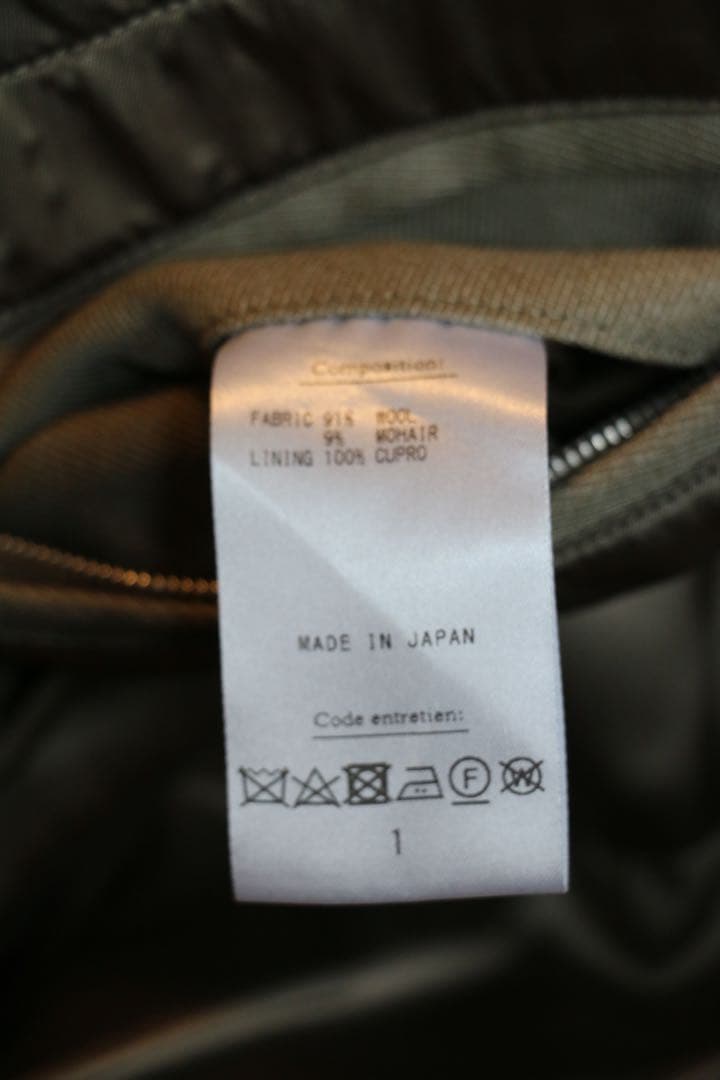 Composition:
FABRIC 91% WOOL
9% MOHAIR
LINING 100% CUPRO
MADE IN JAPAN
Code entretien:
F W
1